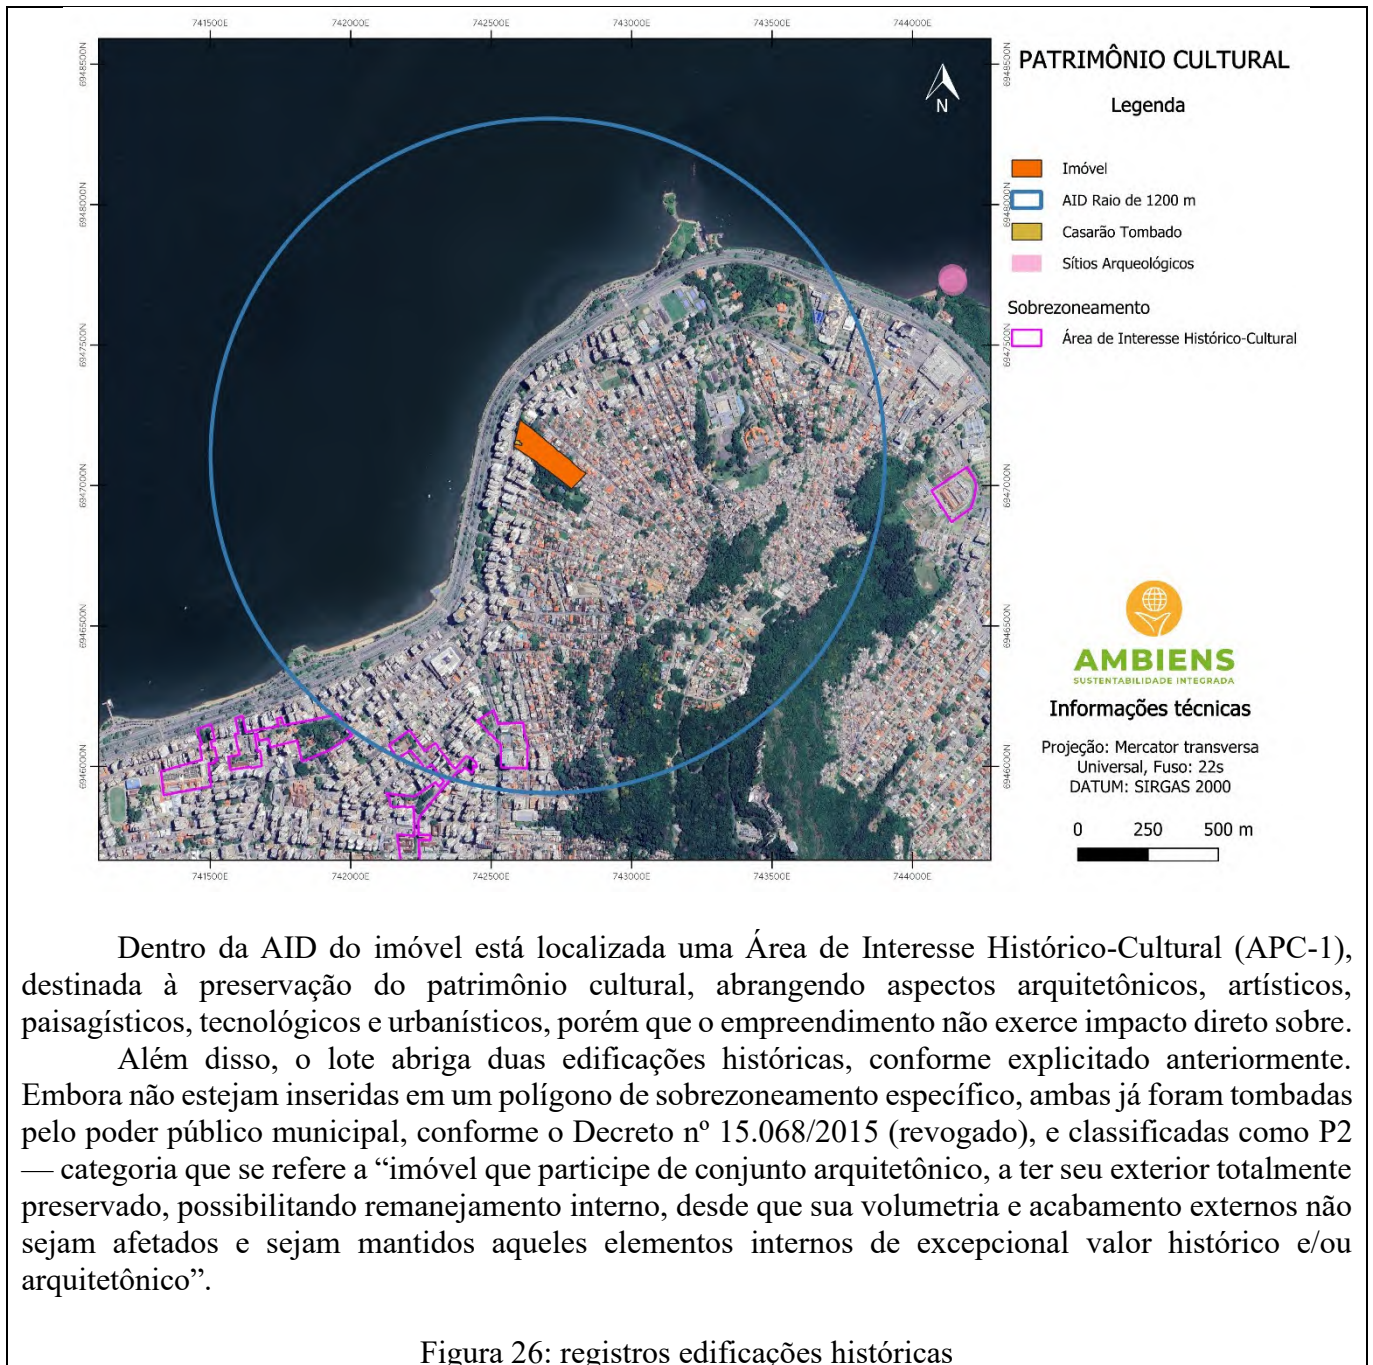 741500E 742000E 742500E 743000E 743500E 744000E
6948500N
6948000N
6947500N
6947000N
6946500N
6946000N
N
6948500N
6948000N
6947500N
6947000N
6946500N
6946000N
741500E 742000E 742500E 743000E 743500E 744000E
PATRIMÔNIO CULTURAL
Legenda
Imóvel
AID Raio de 1200 m
Casarão Tombado
Sítios Arqueológicos
Sobrezoneamento
Área de Interesse Histórico-Cultural
AMBIENS
SUSTENTABILIDADE INTEGRADA
Informações técnicas
Projeção: Mercator transversa
Universal, Fuso: 22s
DATUM: SIRGAS 2000
0 250 500 m
Dentro da AID do imóvel está localizada uma Área de Interesse Histórico-Cultural (APC-1),
destinada à preservação do patrimônio cultural, abrangendo aspectos arquitetônicos, artísticos,
paisagísticos, tecnológicos e urbanísticos, porém que o empreendimento não exerce impacto direto sobre.
Além disso, o lote abriga duas edificações históricas, conforme explicitado anteriormente.
Embora não estejam inseridas em um polígono de sobrezoneamento específico, ambas já foram tombadas
pelo poder público municipal, conforme o Decreto nº 15.068/2015 (revogado), e classificadas como P2
— categoria que se refere a “imóvel que participe de conjunto arquitetônico, a ter seu exterior totalmente
preservado, possibilitando remanejamento interno, desde que sua volumetria e acabamento externos não
sejam afetados e sejam mantidos aqueles elementos internos de excepcional valor histórico e/ou
arquitetônico”.
Figura 26: registros edificações históricas